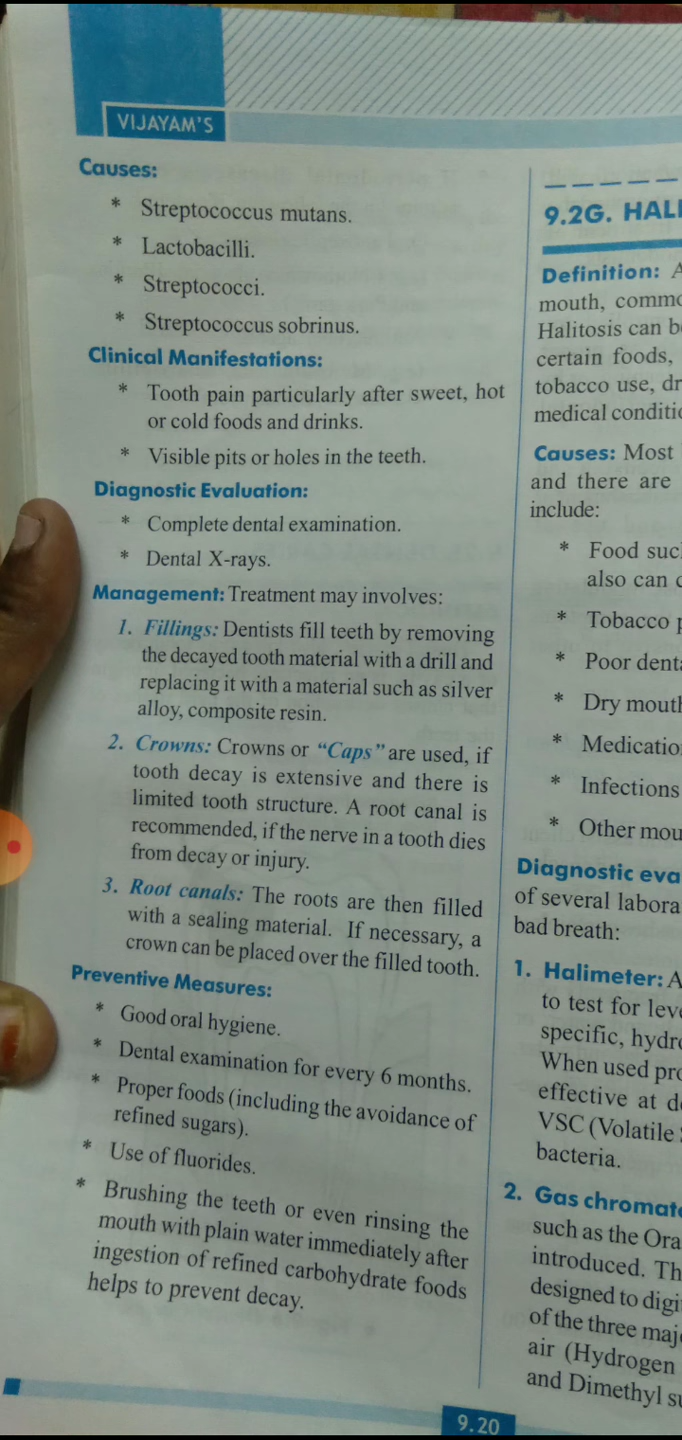 VIJAYAM'S
Causes:
* Streptococcus mutans.
* Lactobacilli.
* Streptococci.
* Streptococcus sobrinus.
Clinical Manifestations:
* Tooth pain particularly after sweet, hot
or cold foods and drinks.
* Visible pits or holes in the teeth.
Diagnostic Evaluation:
* Complete dental examination.
* Dental X-rays.
Management: Treatment may involves:
1. Fillings: Dentists fill teeth by removing
the decayed tooth material with a drill and
replacing it with a material such as silver
alloy, composite resin.
2. Crowns: Crowns or "Caps" are used, if
tooth decay is extensive and there is
limited tooth structure. A root canal is
recommended, if the nerve in a tooth dies
from decay or injury.
3. Root canals: The roots are then filled
with a sealing material. If necessary, a
crown can be placed over the filled tooth.
Preventive Measures:
* Good oral hygiene.
* Dental examination for every 6 months.
* Proper foods (including the avoidance of
refined sugars).
* Use of fluorides.
* Brushing the teeth or even rinsing the
mouth with plain water immediately after
ingestion of refined carbohydrate foods
helps to prevent decay.
9.2G.
Definition:
mouth,
Halitosis can
certain foods,
tobacco use,
medical
Causes: Most
and there are
include:
* Food
also can
* Tobacco
* Poor
* Dry
*
* Infections
* Other
Diagnostic
of several
bad breath:
1. Halimeter:
to test for
specific,
When used
effective at
VSC (Volatile
bacteria.
2. Gas
such as the
introduced.
designed to
of the three
air (Hydrogen
and Dimethyl
9.20